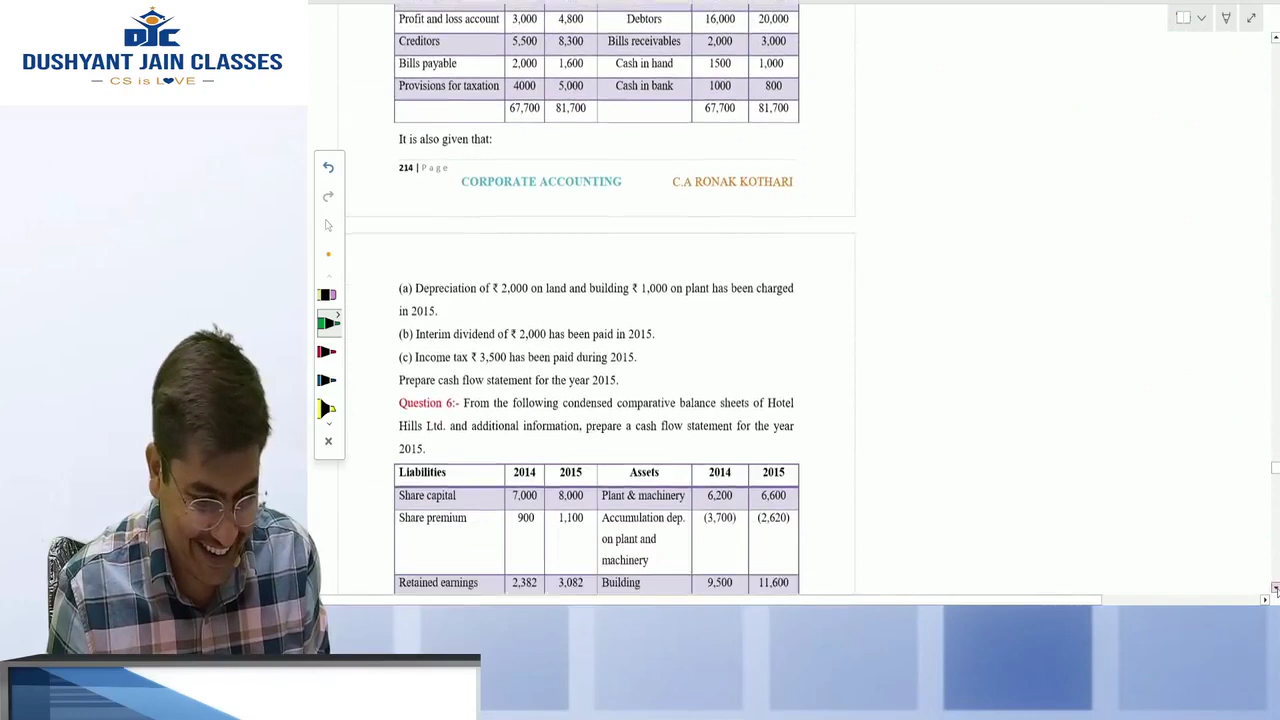 DJC
DUSHYANT JAIN CLASSES
CS is LOVE
Profit and loss account 3,000 4,800 Debtors 16,000 20,000
Creditors 5,500 8,300 Bills receivables 2,000 3,000
Bills payable 2,000 1,600 Cash in hand 1500 1,000
Provisions for taxation 4000 5,000 Cash in bank 1000 800
67,700 81,700 67,700 81,700
It is also given that:
214 | Page
CORPORATE ACCOUNTING C.A RONAK KOTHARI
(a) Depreciation of ₹ 2,000 on land and building ₹ 1,000 on plant has been charged
in 2015.
(b) Interim dividend of ₹ 2,000 has been paid in 2015.
(c) Income tax ₹ 3,500 has been paid during 2015.
Prepare cash flow statement for the year 2015.
Question 6:- From the following condensed comparative balance sheets of Hotel
Hills Ltd. and additional information, prepare a cash flow statement for the year
2015.
Liabilities 2014 2015 Assets 2014 2015
Share capital 7,000 8,000 Plant & machinery 6,200 6,600
Share premium 900 1,100 Accumulation dep. (3,700) (2,620)
on plant and
machinery
Retained earnings 2,382 3,082 Building 9,500 11,600